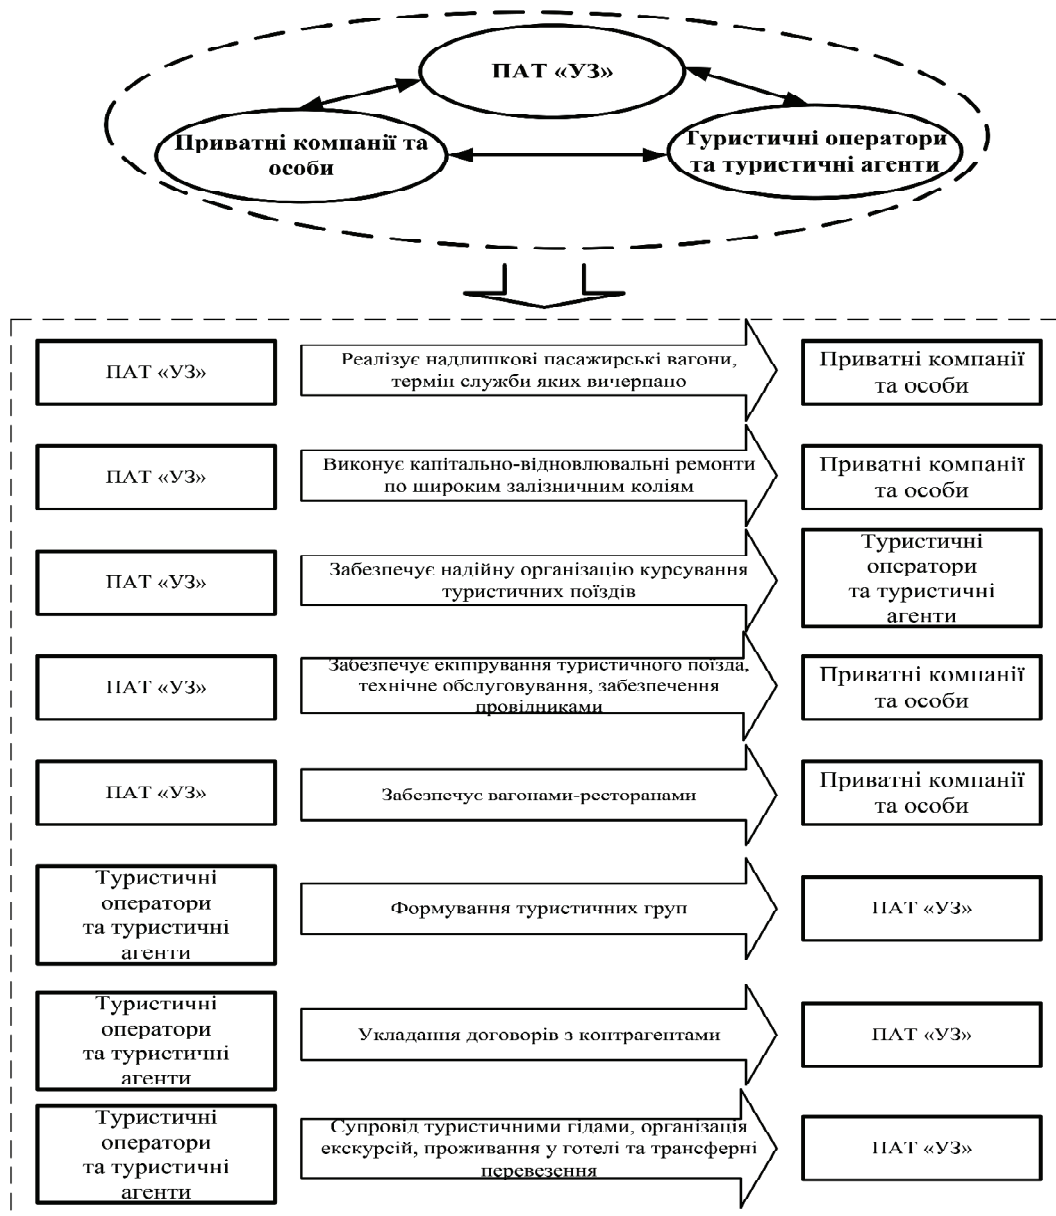 ПАТ «УЗ»
Приватні компанії та
особи
Туристичні оператори
та туристичні агенти
ПАТ «УЗ»
Реалізує надлишкові пасажирські вагони,
термін служби яких вичерпано
Приватні компанії
та особи
ПАТ «УЗ»
Виконує капітально-відновлювальні ремонти
по широким залізничним коліям
Приватні компанії
та особи
ПАТ «УЗ»
Забезпечує надійну організацію курсування
туристичних поїздів
Туристичні
оператори
та туристичні
агенти
ПАТ «УЗ»
Забезпечує екіпірування туристичного поїзда,
технічне обслуговування, забезпечення
провідниками
Приватні компанії
та особи
ПАТ «УЗ»
Забезпечує вагонами-ресторанами
Приватні компанії
та особи
Туристичні
оператори
та туристичні
агенти
Формування туристичних груп
ПАТ «УЗ»
Туристичні
оператори
та туристичні
агенти
Укладання договорів з контрагентами
ПАТ «УЗ»
Туристичні
оператори
та туристичні
агенти
Супровід туристичними гідами, організація
екскурсій, проживання у готелі та трансферні
перевезення
ПАТ «УЗ»